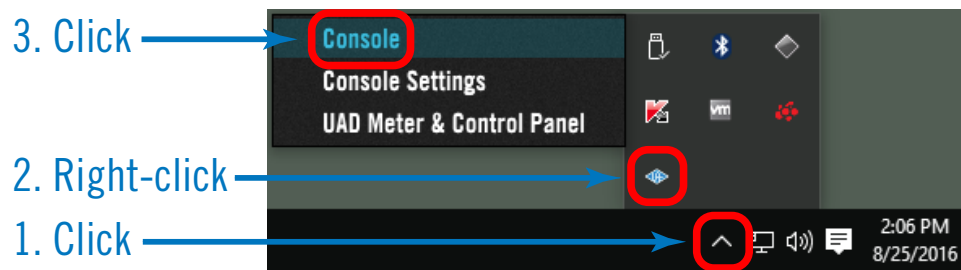 3. Click
Console
Console Settings
UAD Meter & Control Panel
vm
2. Right-click
1. Click
2:06 PM
8/25/2016